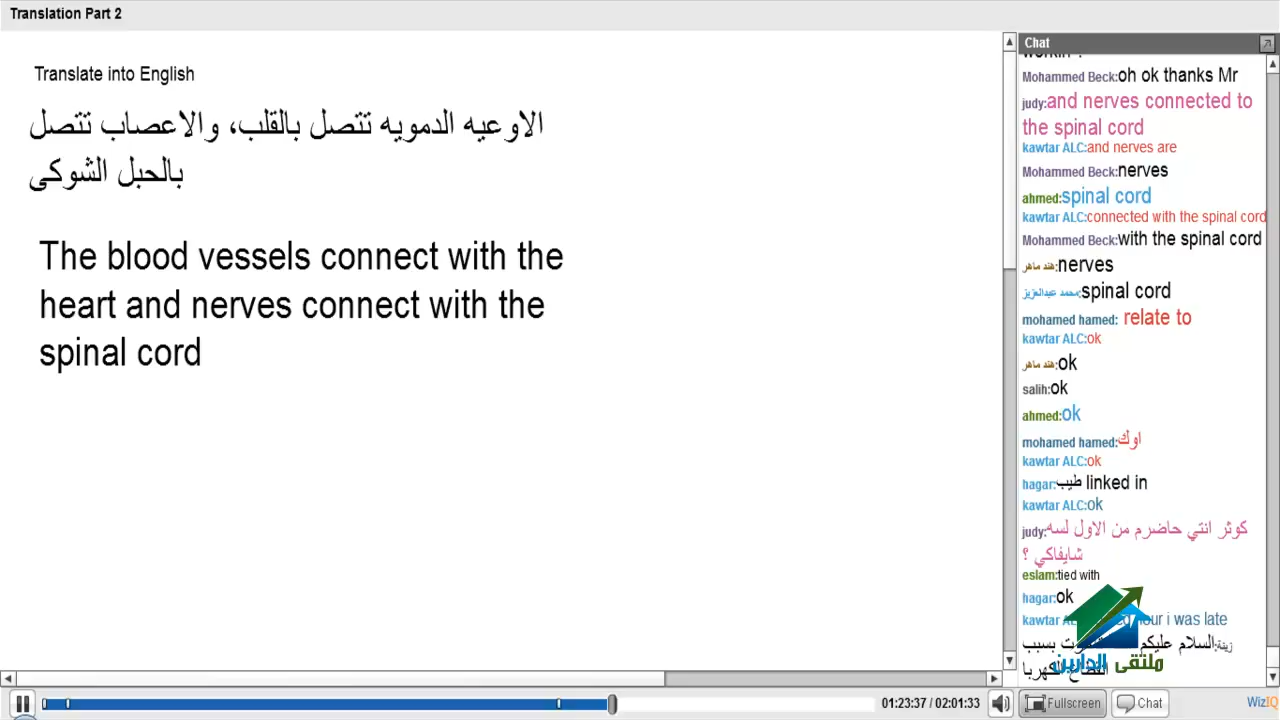 Translation Part 2
Translate into English
الاوعيه الدمويه تتصل بالقلب، والاعصاب تتصل
بالحبل الشوكى
The blood vessels connect with the
heart and nerves connect with the
spinal cord
Chat
Mohammed Beck:oh ok thanks Mr
judy:and nerves connected to
the spinal cord
kawtar ALC:and nerves are
Mohammed Beck:nerves
ahmed:spinal cord
kawtar ALC:connected with the spinal cord
Mohammed Beck:with the spinal cord
هند ماهر:nerves
محمد عبدالعزيز:spinal cord
mohamed hamed: relate to
kawtar ALC:ok
هند ماهر:ok
salih:ok
ahmed:ok
mohamed hamed:اوك
kawtar ALC:ok
hagar:طيب linked in
kawtar ALC:ok
judy:كوثر انتي حاضرم من الاول لسه
شايفاكي ؟
eslam:tied with
hagar:ok
kawtar i was late
زينة:السلام عليكم بسبب
الكهربا
ملتقى الدارين
01:23:37 / 02:01:33
Fullscreen
Chat
WizIQ